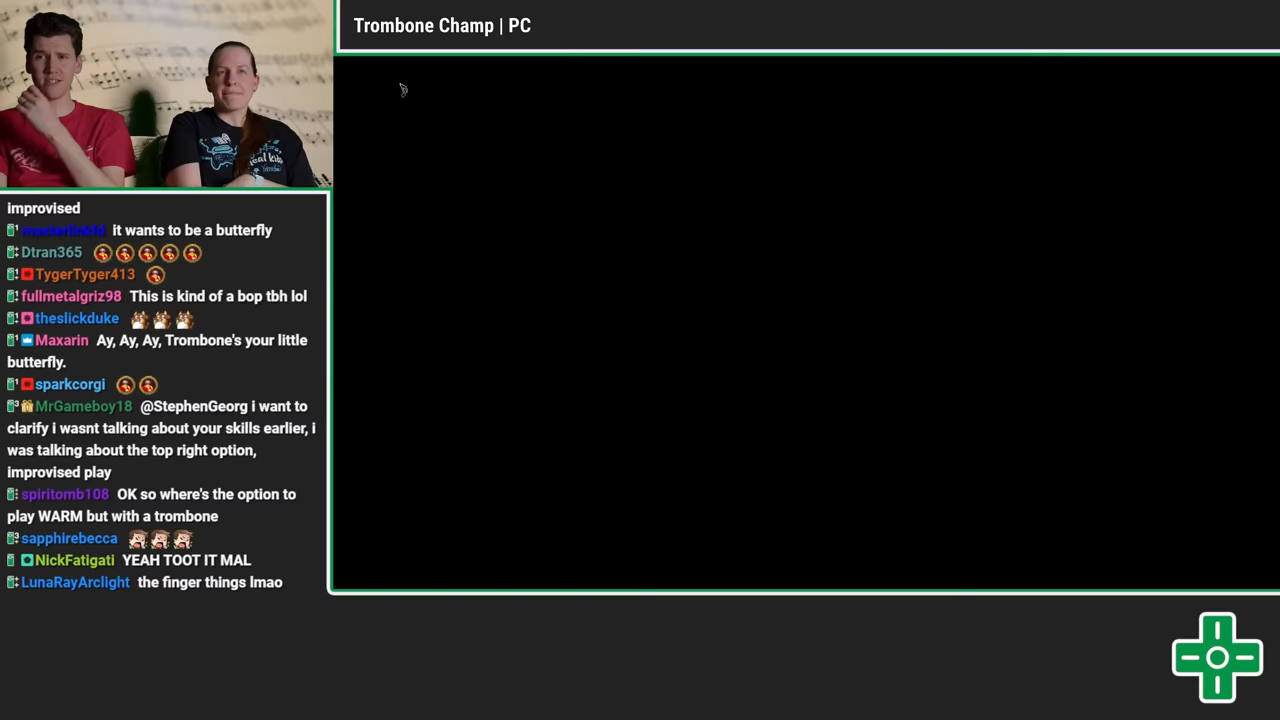 Trombone Champ | PC
improvised
masterlinkfd it wants to be a butterfly
Dtran365
TygerTyger413
fullmetalgriz98 This is kind of a bop tbh lol
theslickduke
Maxarin Ay, Ay, Ay, Trombone's your little
butterfly.
sparkcorgi
MrGameboy18 @StephenGeorg i want to
clarify i wasnt talking about your skills earlier, i
was talking about the top right option,
improvised play
spiritomb108 OK so where's the option to
play WARM but with a trombone
sapphirebecca
NickFatigati YEAH TOOT IT MAL
LunaRayArclight the finger things lmao